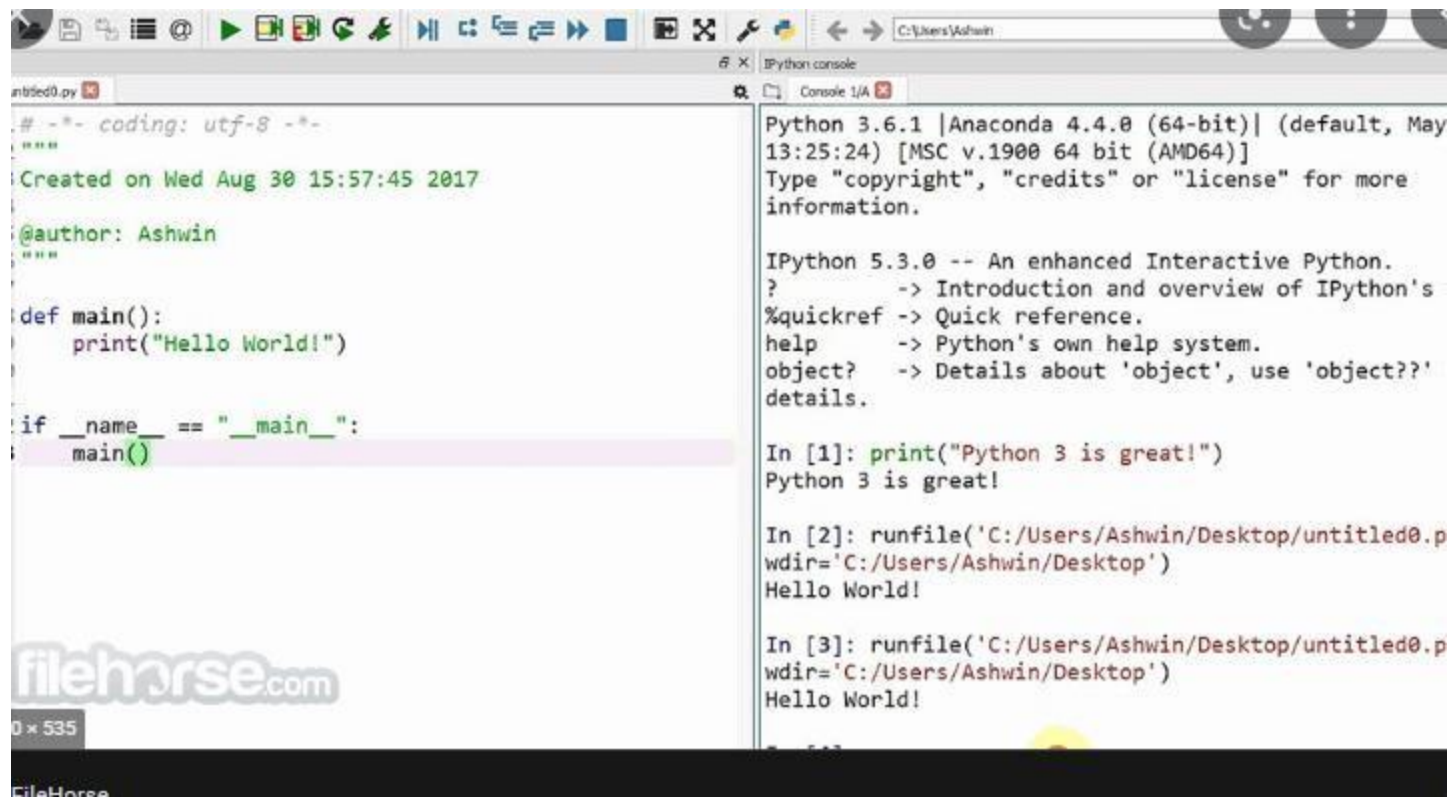 C:\Users\Ashwin
IPython console
untitled0.py
Console 1/A
# -*- coding: utf-8 -*-
"""
Created on Wed Aug 30 15:57:45 2017
@author: Ashwin
"""
def main():
print("Hello World!")
if __name__ == "__main__":
main()
filehorse.com
0 × 535
Python 3.6.1 |Anaconda 4.4.0 (64-bit)| (default, May
13:25:24) [MSC v.1900 64 bit (AMD64)]
Type "copyright", "credits" or "license" for more
information.
IPython 5.3.0 -- An enhanced Interactive Python.
? -> Introduction and overview of IPython's
%quickref -> Quick reference.
help -> Python's own help system.
object? -> Details about 'object', use 'object??'
details.
In [1]: print("Python 3 is great!")
Python 3 is great!
In [2]: runfile('C:/Users/Ashwin/Desktop/untitled0.p
wdir='C:/Users/Ashwin/Desktop')
Hello World!
In [3]: runfile('C:/Users/Ashwin/Desktop/untitled0.p
wdir='C:/Users/Ashwin/Desktop')
Hello World!
FileHorse